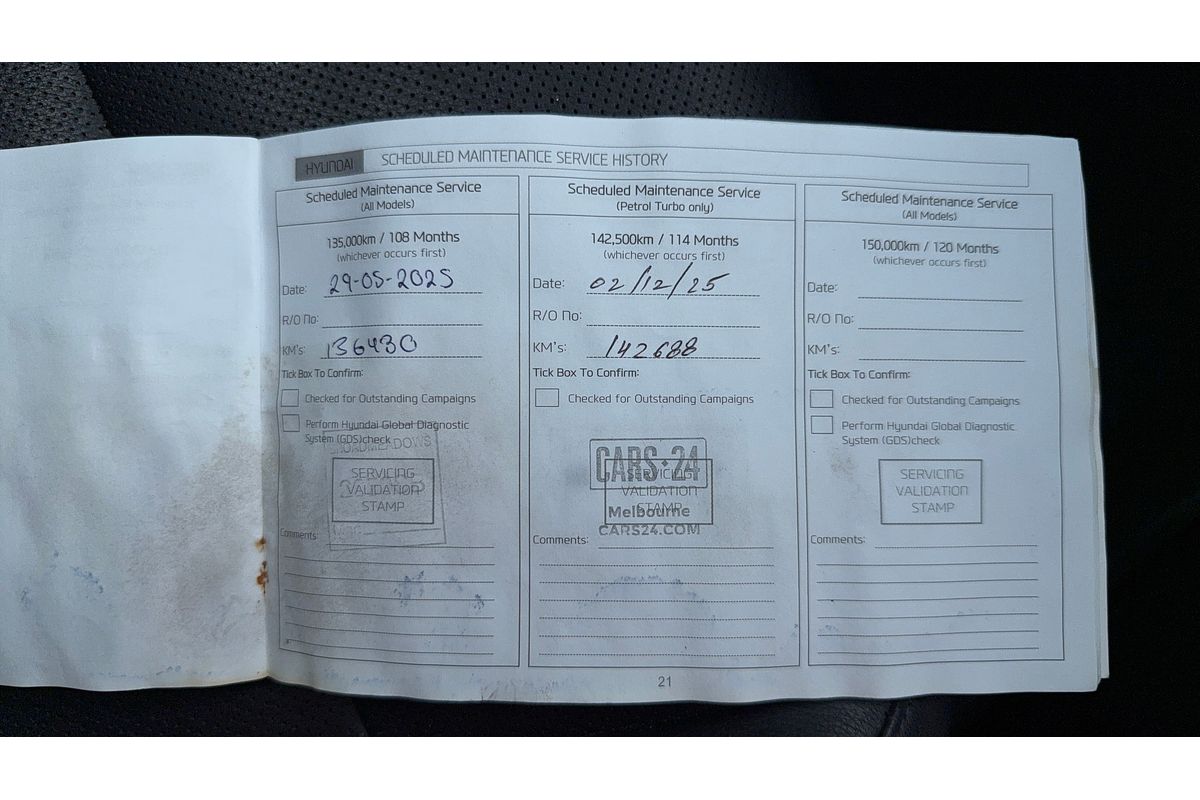 HYUNDAI SCHEDULED MAINTENANCE SERVICE HISTORY
Scheduled Maintenance Service
(All Models)
135,000km / 108 Months
(whichever occurs first)
Date: 29-05-2025
R/O No:
KM's: 136430
Tick Box To Confirm:
Checked for Outstanding Campaigns
Perform Hyundai Global Diagnostic
System (GDS)check
SERVICING
VALIDATION
STAMP
Comments:
Scheduled Maintenance Service
(Petrol Turbo only)
142,500km / 114 Months
(whichever occurs first)
Date: 02/12/25
R/O No:
KM's: 142688
Tick Box To Confirm:
Checked for Outstanding Campaigns
CARS·24
SERVICING
VALIDATION
STAMP
Melbourne
CARS24.COM
Comments:
Scheduled Maintenance Service
(All Models)
150,000km / 120 Months
(whichever occurs first)
Date:
R/O No:
KM's:
Tick Box To Confirm:
Checked for Outstanding Campaigns
Perform Hyundai Global Diagnostic
System (GDS)check
SERVICING
VALIDATION
STAMP
Comments:
21